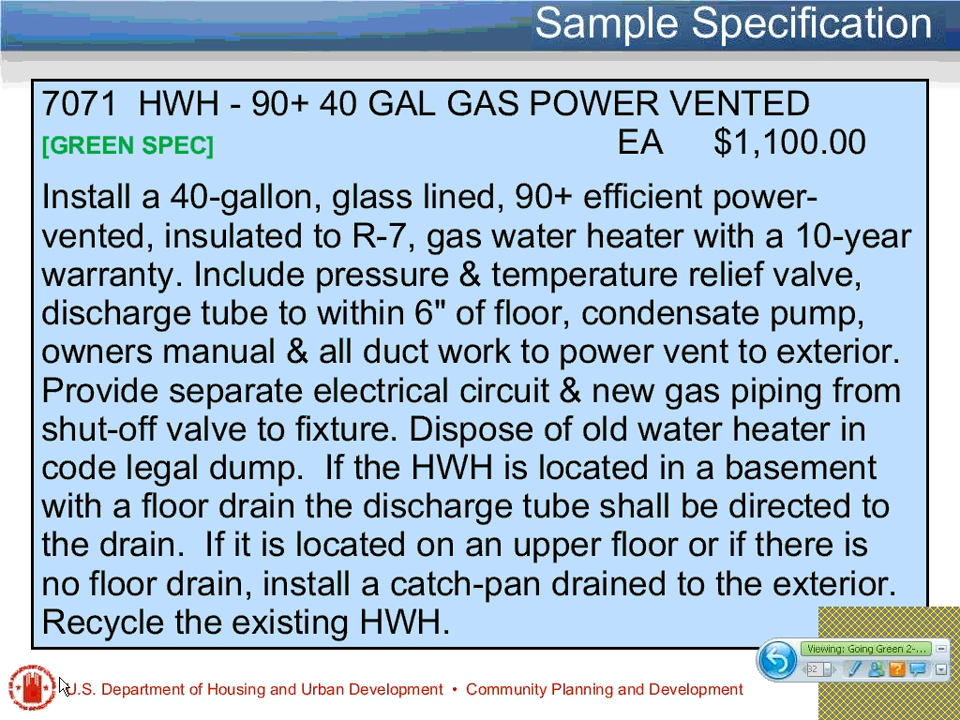 Sample Specification
7071  HWH - 90+ 40 GAL GAS POWER VENTED
[GREEN SPEC] EA $1,100.00
Install a 40-gallon, glass lined, 90+ efficient power-
vented, insulated to R-7, gas water heater with a 10-year
warranty. Include pressure & temperature relief valve,
discharge tube to within 6" of floor, condensate pump,
owners manual & all duct work to power vent to exterior.
Provide separate electrical circuit & new gas piping from
shut-off valve to fixture. Dispose of old water heater in
code legal dump.  If the HWH is located in a basement
with a floor drain the discharge tube shall be directed to
the drain.  If it is located on an upper floor or if there is
no floor drain, install a catch-pan drained to the exterior.
Recycle the existing HWH.
Viewing: Going Green 2-...
32
U.S. Department of Housing and Urban Development • Community Planning and Development